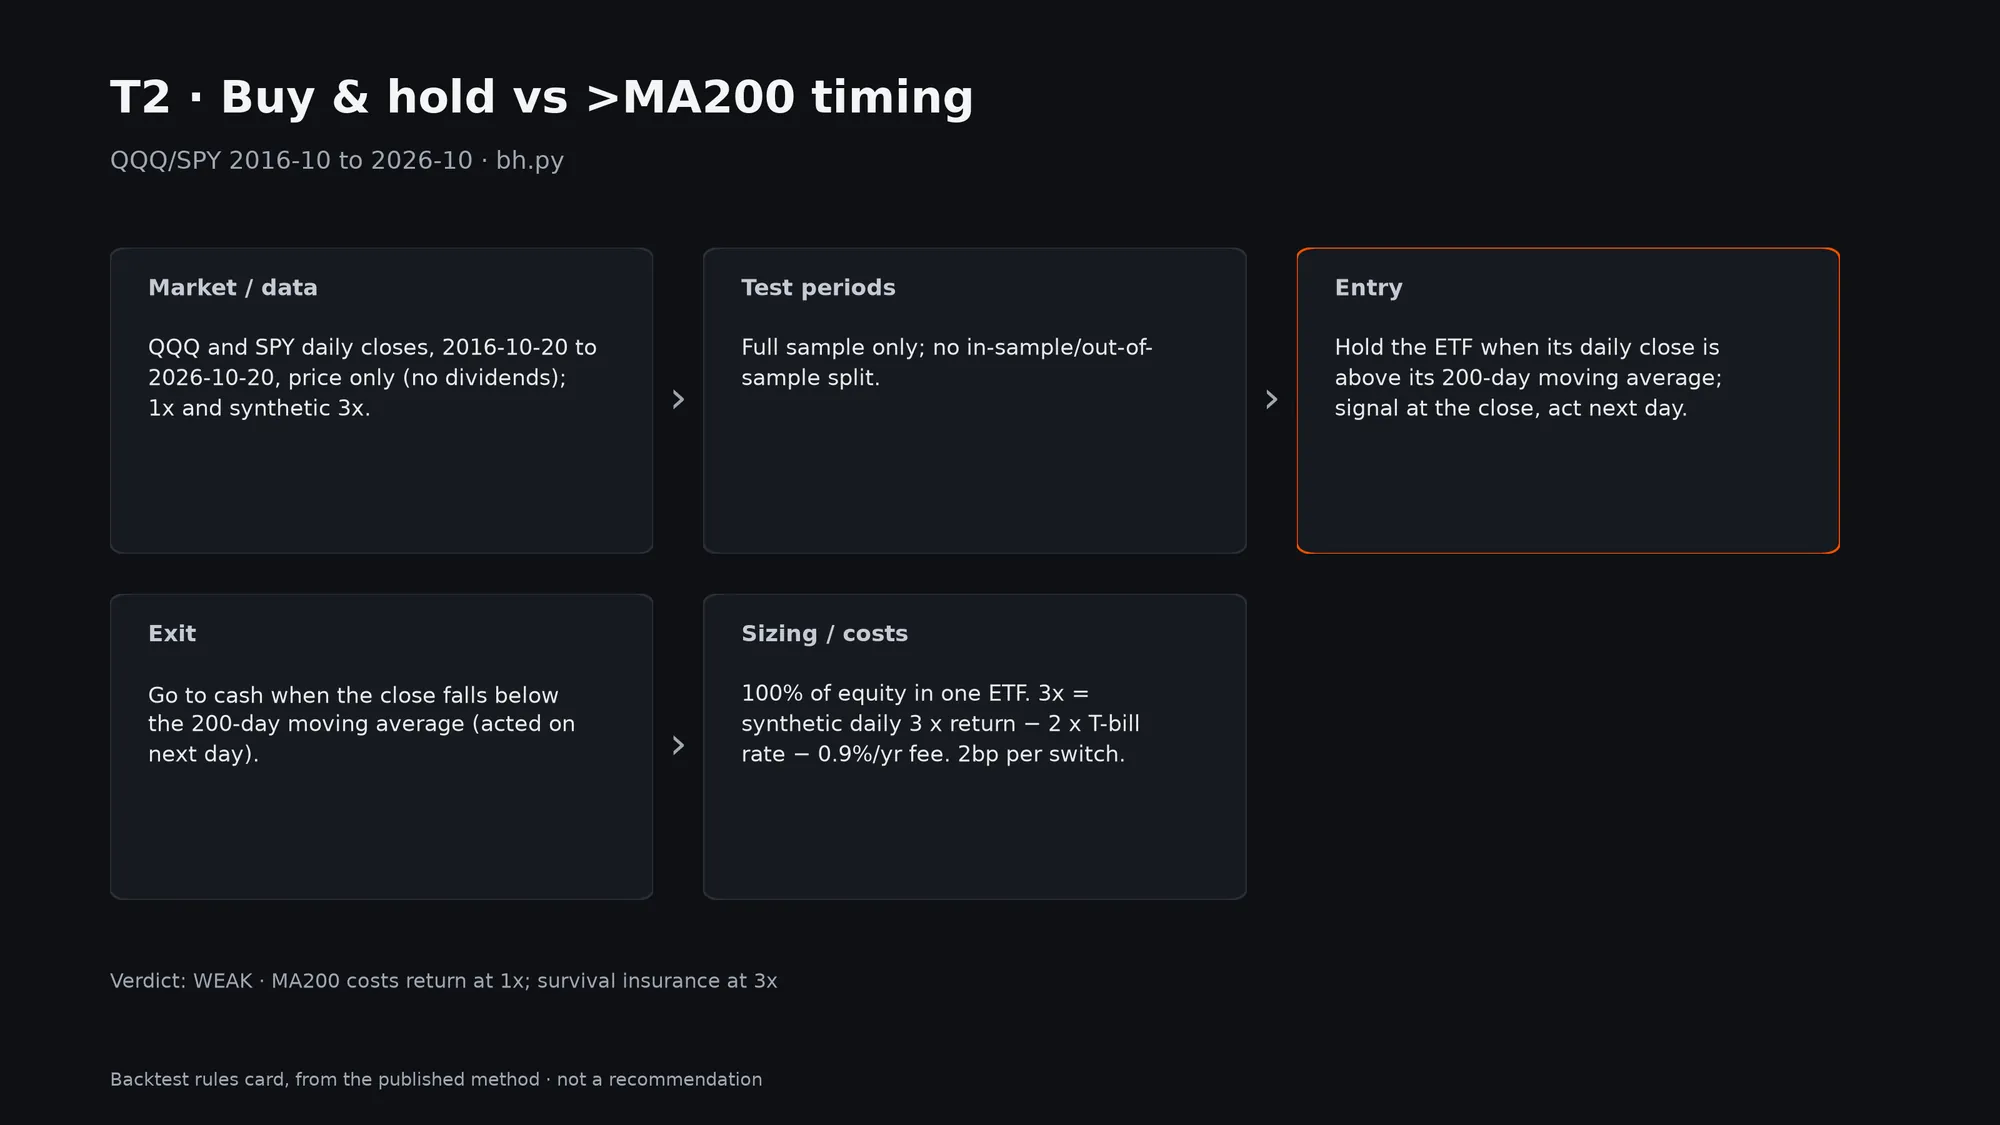 T2 · Buy & hold vs >MA200 timing
QQQ/SPY 2016-10 to 2026-10 · bh.py
Market / data
QQQ and SPY daily closes, 2016-10-20 to
2026-10-20, price only (no dividends);
1x and synthetic 3x.
›
Test periods
Full sample only; no in-sample/out-of-
sample split.
›
Entry
Hold the ETF when its daily close is
above its 200-day moving average;
signal at the close, act next day.
Exit
Go to cash when the close falls below
the 200-day moving average (acted on
next day).
›
Sizing / costs
100% of equity in one ETF. 3x =
synthetic daily 3 x return − 2 x T-bill
rate − 0.9%/yr fee. 2bp per switch.
Verdict: WEAK · MA200 costs return at 1x; survival insurance at 3x
Backtest rules card, from the published method · not a recommendation